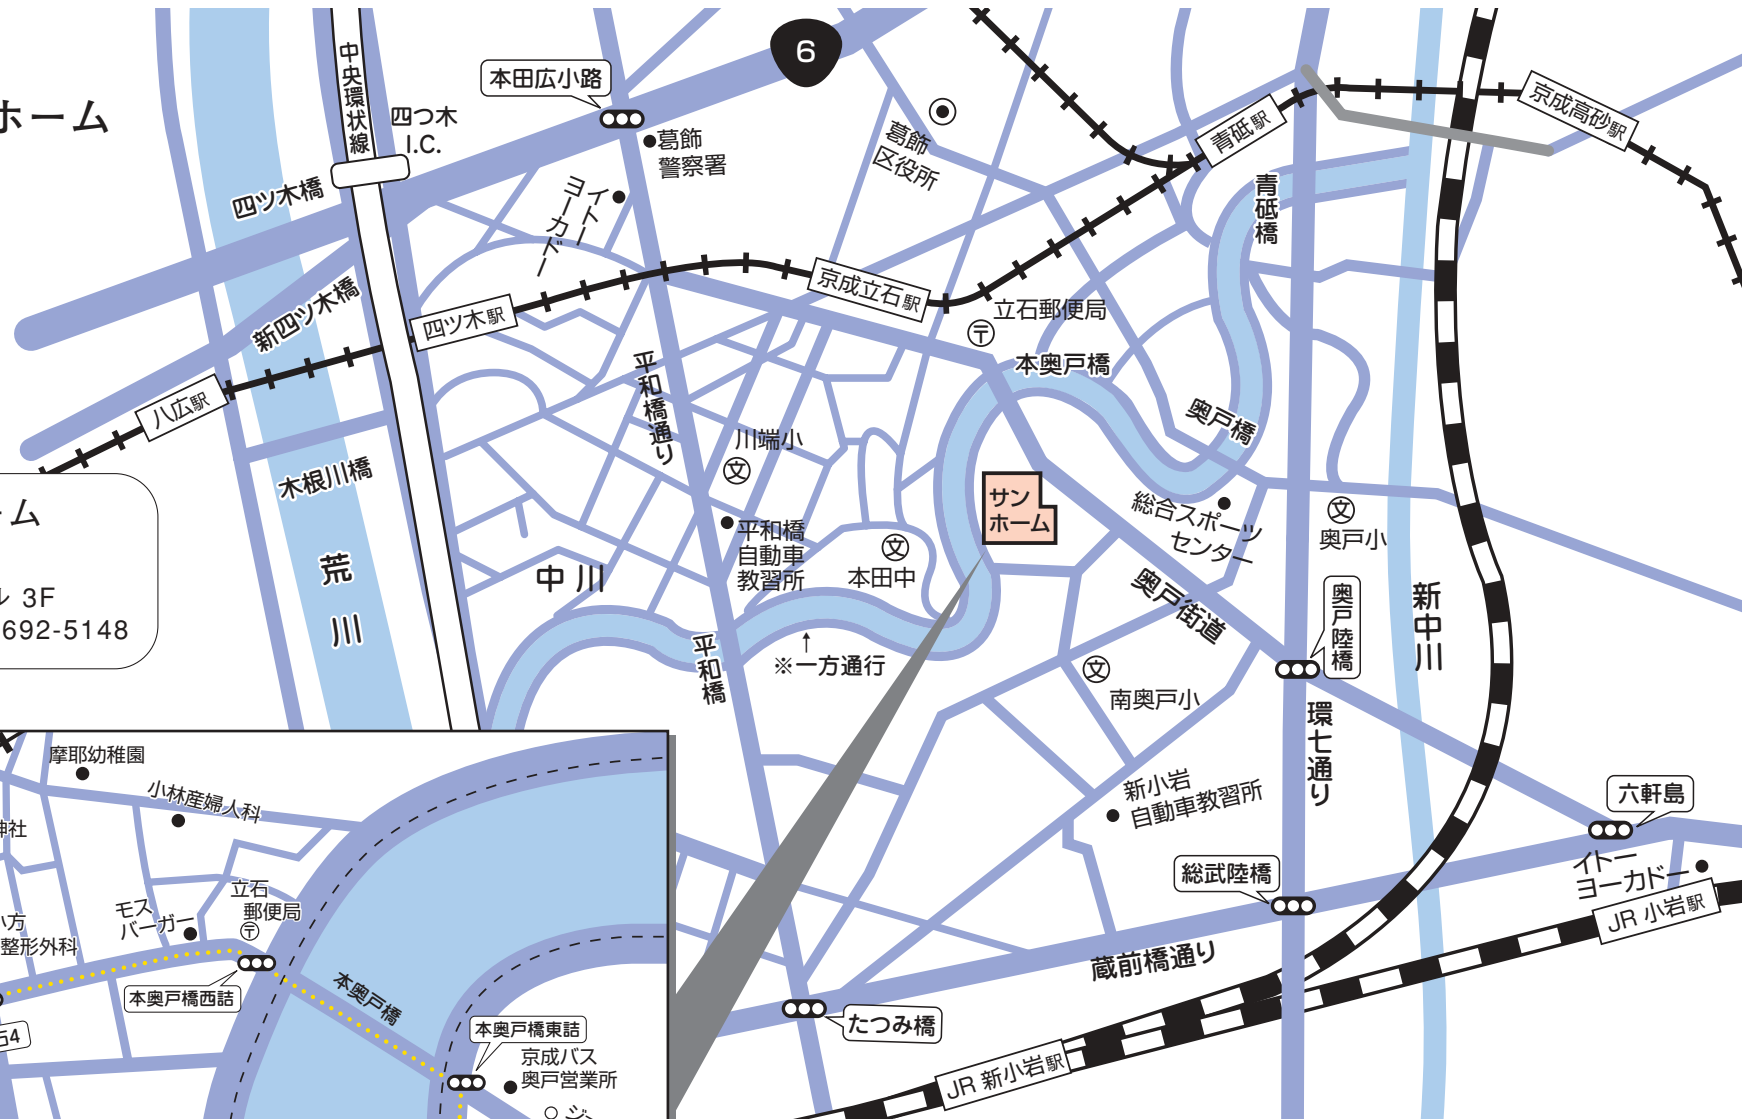 6
本田広小路
中央環状線
四つ木
I.C.
葛飾
警察署
葛飾
区役所
青砥駅
京成高砂駅
ホーム
四ツ木橋
イトー
ヨーカドー
青砥橋
新四ツ木橋
四ツ木駅
京成立石駅
立石郵便局
〒
本奥戸橋
八広駅
平和橋通り
川端小
文
奥戸橋
木根川橋
サン
ホーム
総合スポーツ
センター
文
奥戸小
平和橋
自動車
教習所
文
本田中
ーム
ル 3F
692-5148
荒川
中川
奥戸街道
奥戸陸橋
新中川
平和橋
↑
※一方通行
文
南奥戸小
環七通り
新小岩
自動車教習所
六軒島
イトー
ヨーカドー
総武陸橋
JR 小岩駅
蔵前橋通り
たつみ橋
JR 新小岩駅
摩耶幼稚園
小林産婦人科
神社
立石
郵便局
〒
モス
バーガー
方
整形外科
本奥戸橋西詰
本奥戸橋
本奥戸橋東詰
京成バス
奥戸営業所
石4